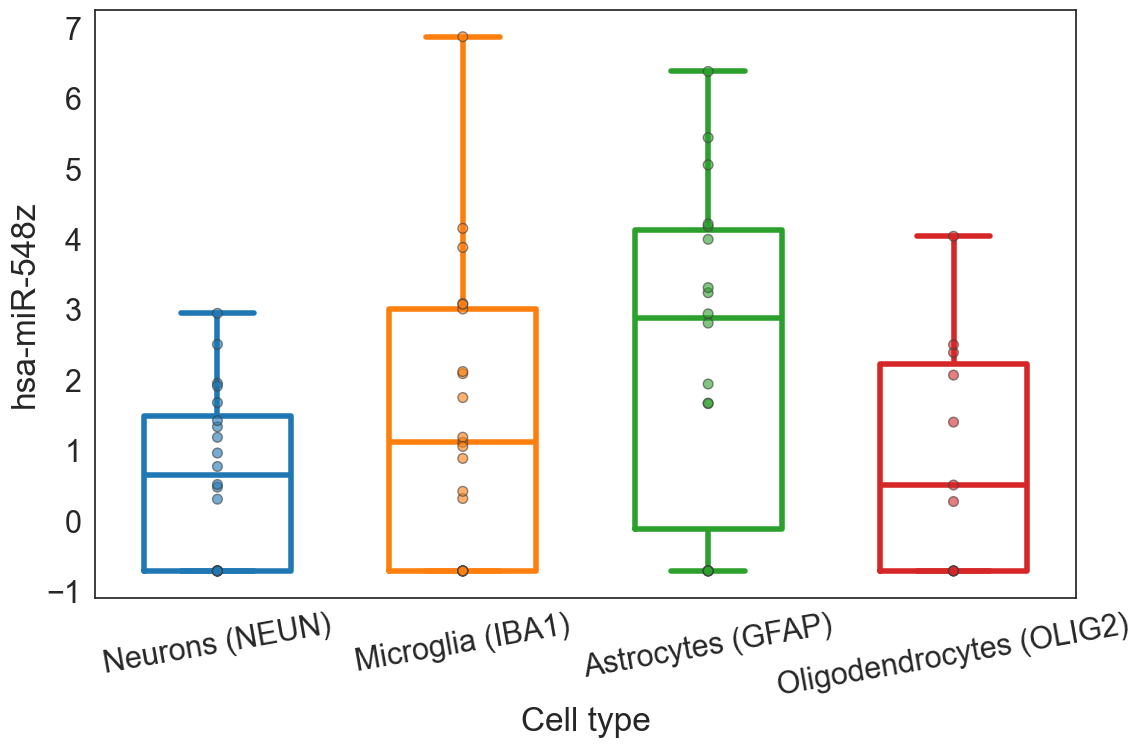 hsa-miR-548z
7
6
5
4
3
2
1
0
−1
Neurons (NEUN)
Microglia (IBA1)
Astrocytes (GFAP)
Oligodendrocytes (OLIG2)
Cell type